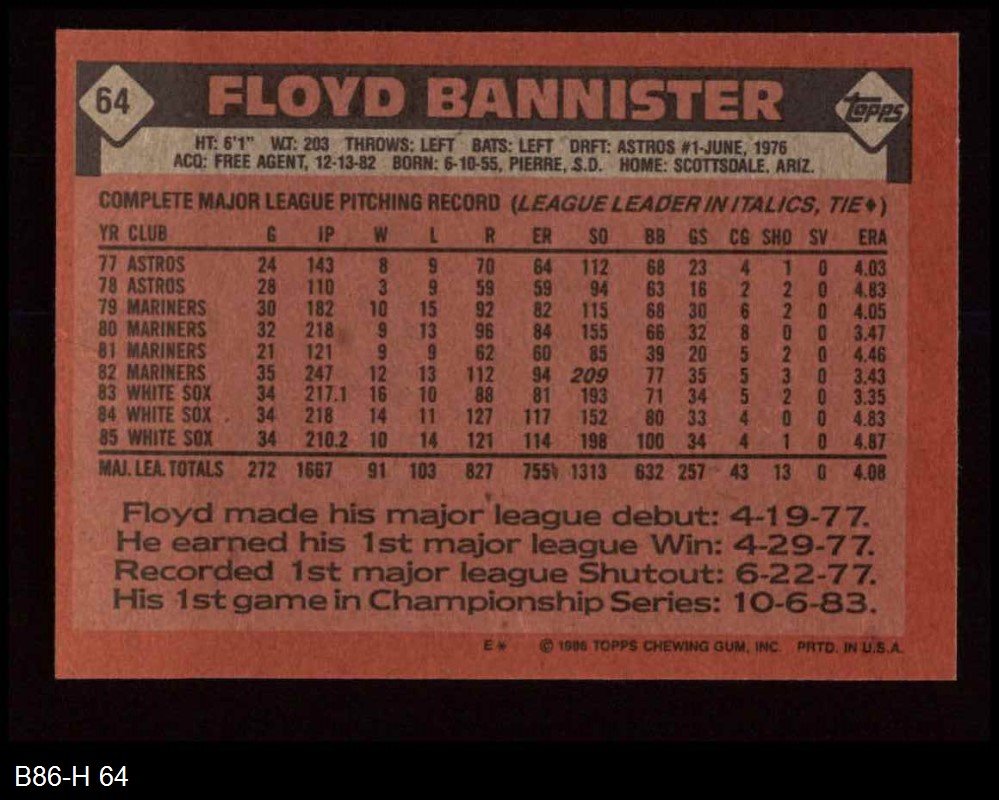 64 FLOYD BANNISTER topps
HT: 6'1" WT: 203 THROWS: LEFT BATS: LEFT DRFT: ASTROS #1-JUNE, 1976
ACQ: FREE AGENT, 12-13-82 BORN: 6-10-55, PIERRE, S.D. HOME: SCOTTSDALE, ARIZ.
COMPLETE MAJOR LEAGUE PITCHING RECORD (LEAGUE LEADER IN ITALICS, TIE♦)
YR CLUB G IP W L R ER SO BB GS CG SHO SV ERA
77 ASTROS 24 143 8 9 70 64 112 68 23 4 1 0 4.03
78 ASTROS 28 110 3 9 59 59 94 63 16 2 2 0 4.83
79 MARINERS 30 182 10 15 92 82 115 68 30 6 2 0 4.05
80 MARINERS 32 218 9 13 96 84 155 66 32 8 0 0 3.47
81 MARINERS 21 121 9 9 62 60 85 39 20 5 2 0 4.46
82 MARINERS 35 247 12 13 112 94 209 77 35 5 3 0 3.43
83 WHITE SOX 34 217.1 16 10 88 81 193 71 34 5 2 0 3.35
84 WHITE SOX 34 218 14 11 127 117 152 80 33 4 0 0 4.83
85 WHITE SOX 34 210.2 10 14 121 114 198 100 34 4 1 0 4.87
MAJ. LEA. TOTALS 272 1667 91 103 827 755 1313 632 257 43 13 0 4.08
Floyd made his major league debut: 4-19-77.
He earned his 1st major league Win: 4-29-77.
Recorded 1st major league Shutout: 6-22-77.
His 1st game in Championship Series: 10-6-83.
E* © 1986 TOPPS CHEWING GUM, INC. PRTD. IN U.S.A.
B86-H 64